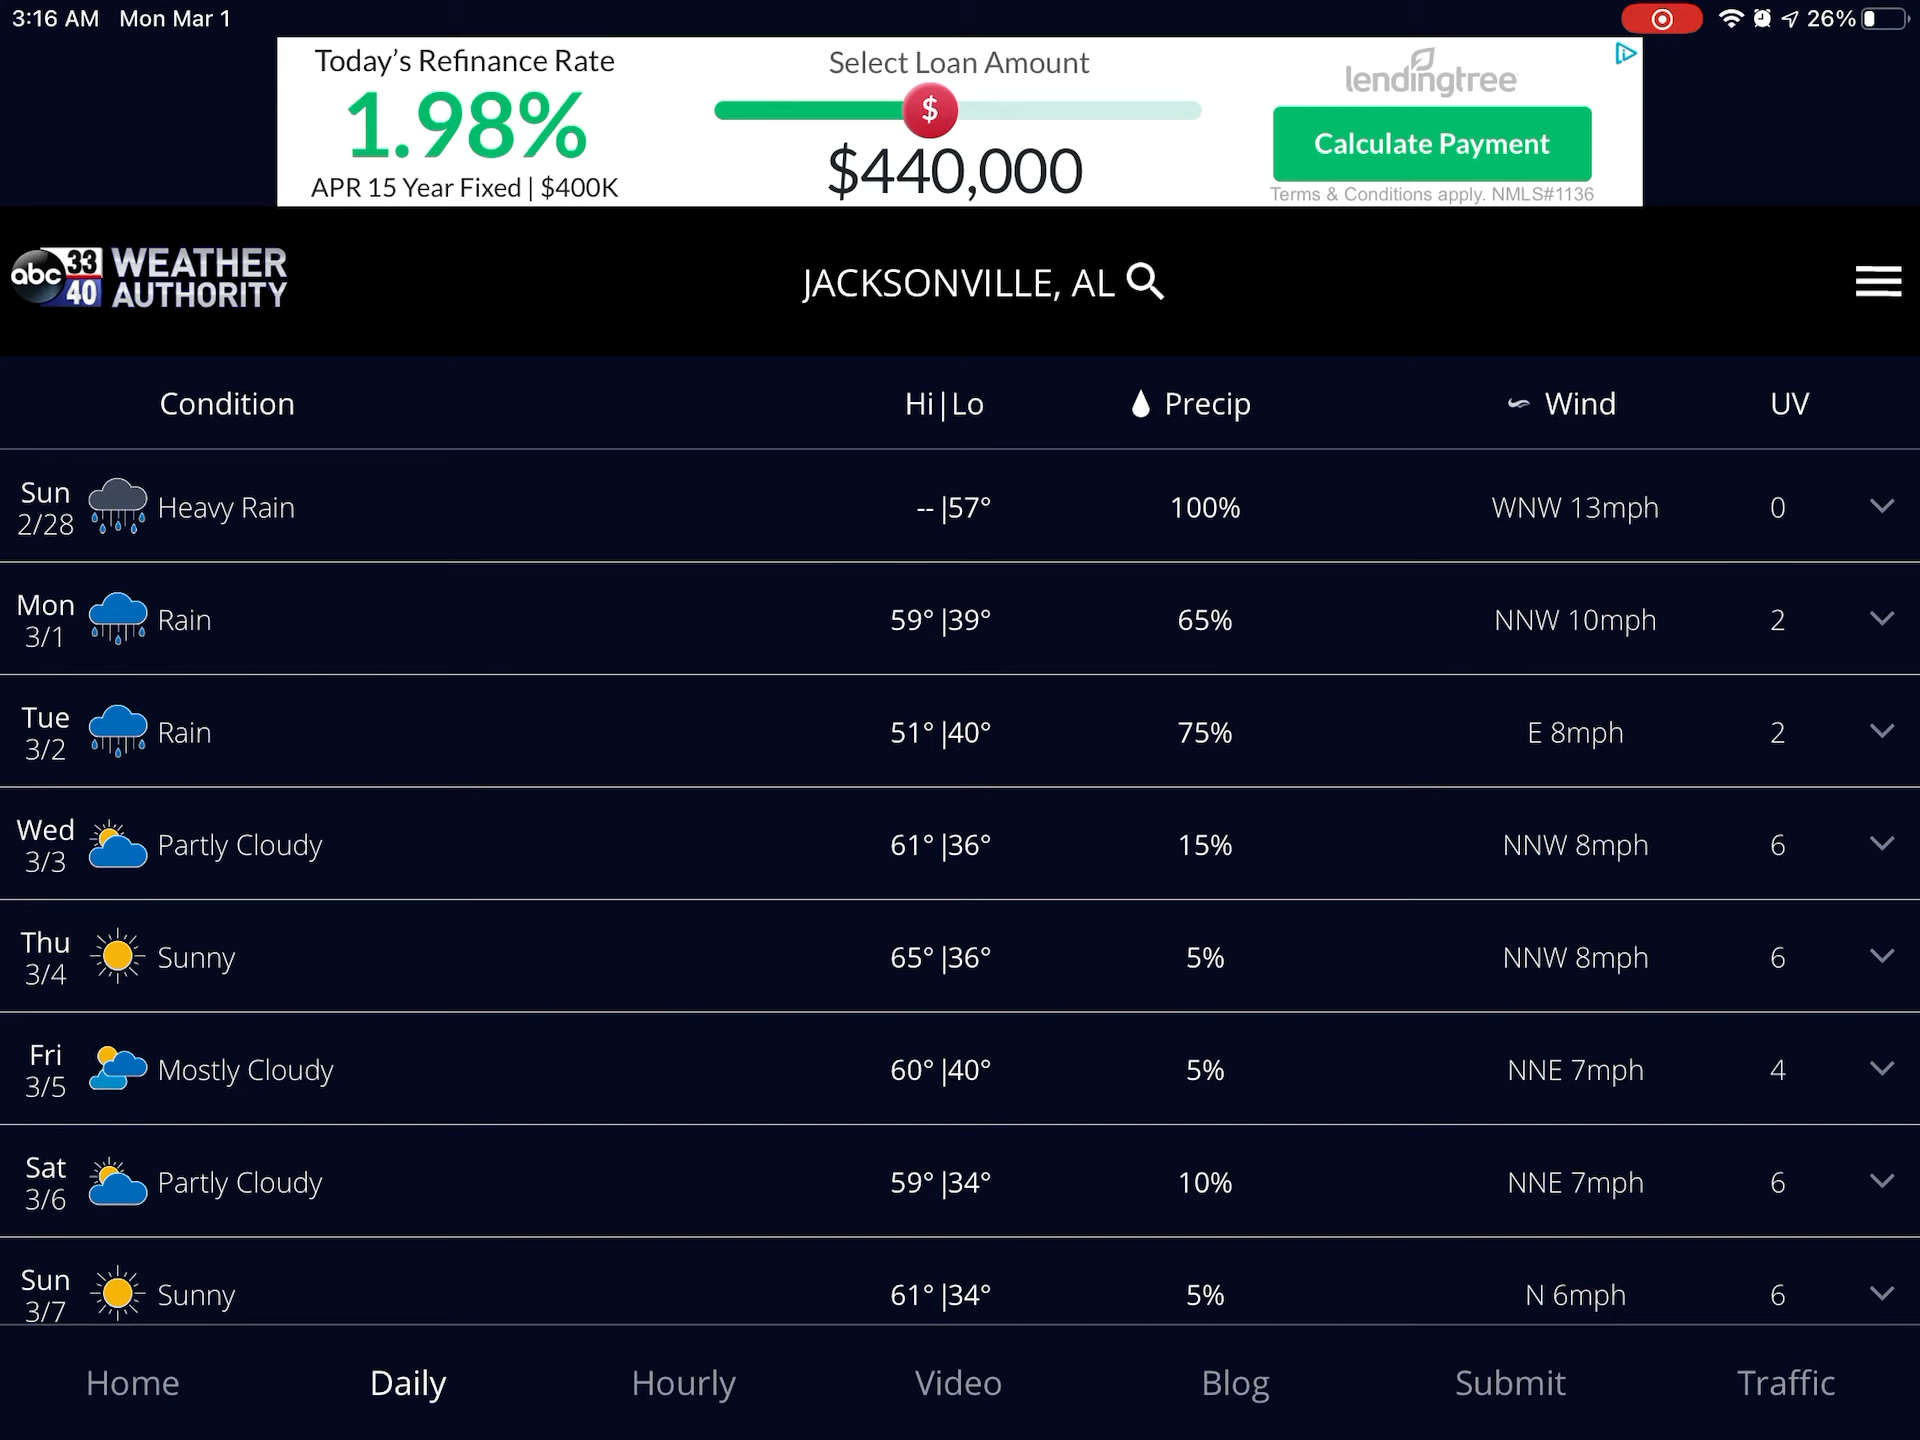 3:16 AM Mon Mar 1
26%
Today's Refinance Rate
1.98%
APR 15 Year Fixed | $400K
Select Loan Amount
$
$440,000
lendingtree
Calculate Payment
Terms & Conditions apply. NMLS#1136
abc 33 40 WEATHER AUTHORITY
JACKSONVILLE, AL
Condition Hi|Lo Precip Wind UV
Sun 2/28 Heavy Rain -- |57° 100% WNW 13mph 0
Mon 3/1 Rain 59° |39° 65% NNW 10mph 2
Tue 3/2 Rain 51° |40° 75% E 8mph 2
Wed 3/3 Partly Cloudy 61° |36° 15% NNW 8mph 6
Thu 3/4 Sunny 65° |36° 5% NNW 8mph 6
Fri 3/5 Mostly Cloudy 60° |40° 5% NNE 7mph 4
Sat 3/6 Partly Cloudy 59° |34° 10% NNE 7mph 6
Sun 3/7 Sunny 61° |34° 5% N 6mph 6
Home Daily Hourly Video Blog Submit Traffic